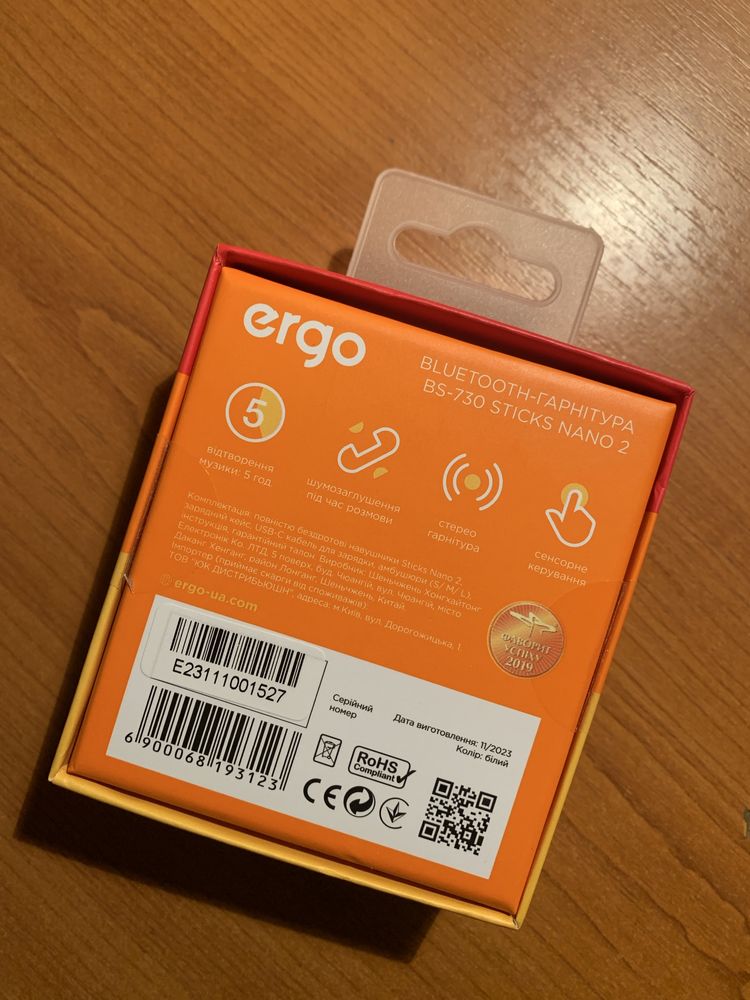 ergo
BLUETOOTH-ГАРНІТУРА
BS-730 STICKS NANO 2
5
відтворення
музики: 5 год.
шумозаглушення
під час розмови
стерео
гарнітура
сенсорне
керування
Комплектація: повністю бездротові навушники Sticks Nano 2,
зарядний кейс, USB-C кабель для зарядки, амбушюри (S/M/L),
інструкція, гарантійний талон. Виробник: Шеньчжень Хонгхайтонг
Електронік Ко. ЛТД, 5 поверх, буд. Чюангїі, вул. Чюангїі, місто
Даканг Хенганг, район Лонганг, Шеньчжень, Китай.
Імпортер (приймає скарги від споживачів):
ТОВ "ЮК ДИСТРИБЬЮШН", адреса: м.Київ, вул. Дорогожицька, 1
ergo-ua.com
ФАВОРИТ
УСПІХУ
2019
E23111001527
Серійний
номер
Дата виготовлення: 11/2023
Колір: білий
6 900068 193123
RoHS
Compliant
CE